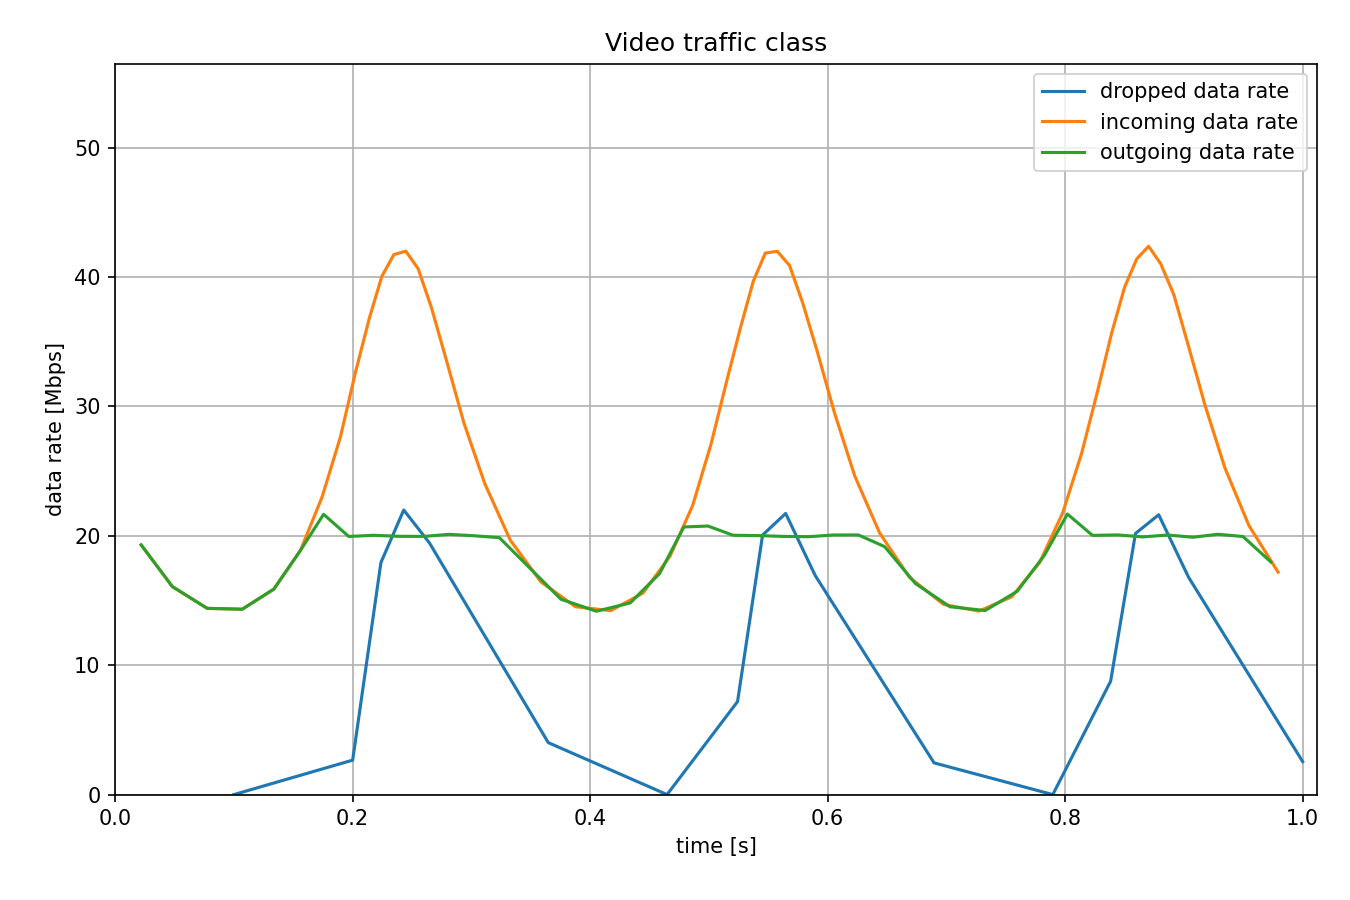 Video traffic class
dropped data rate
incoming data rate
outgoing data rate
data rate [Mbps]
50
40
30
20
10
0
0.0 0.2 0.4 0.6 0.8 1.0
time [s]